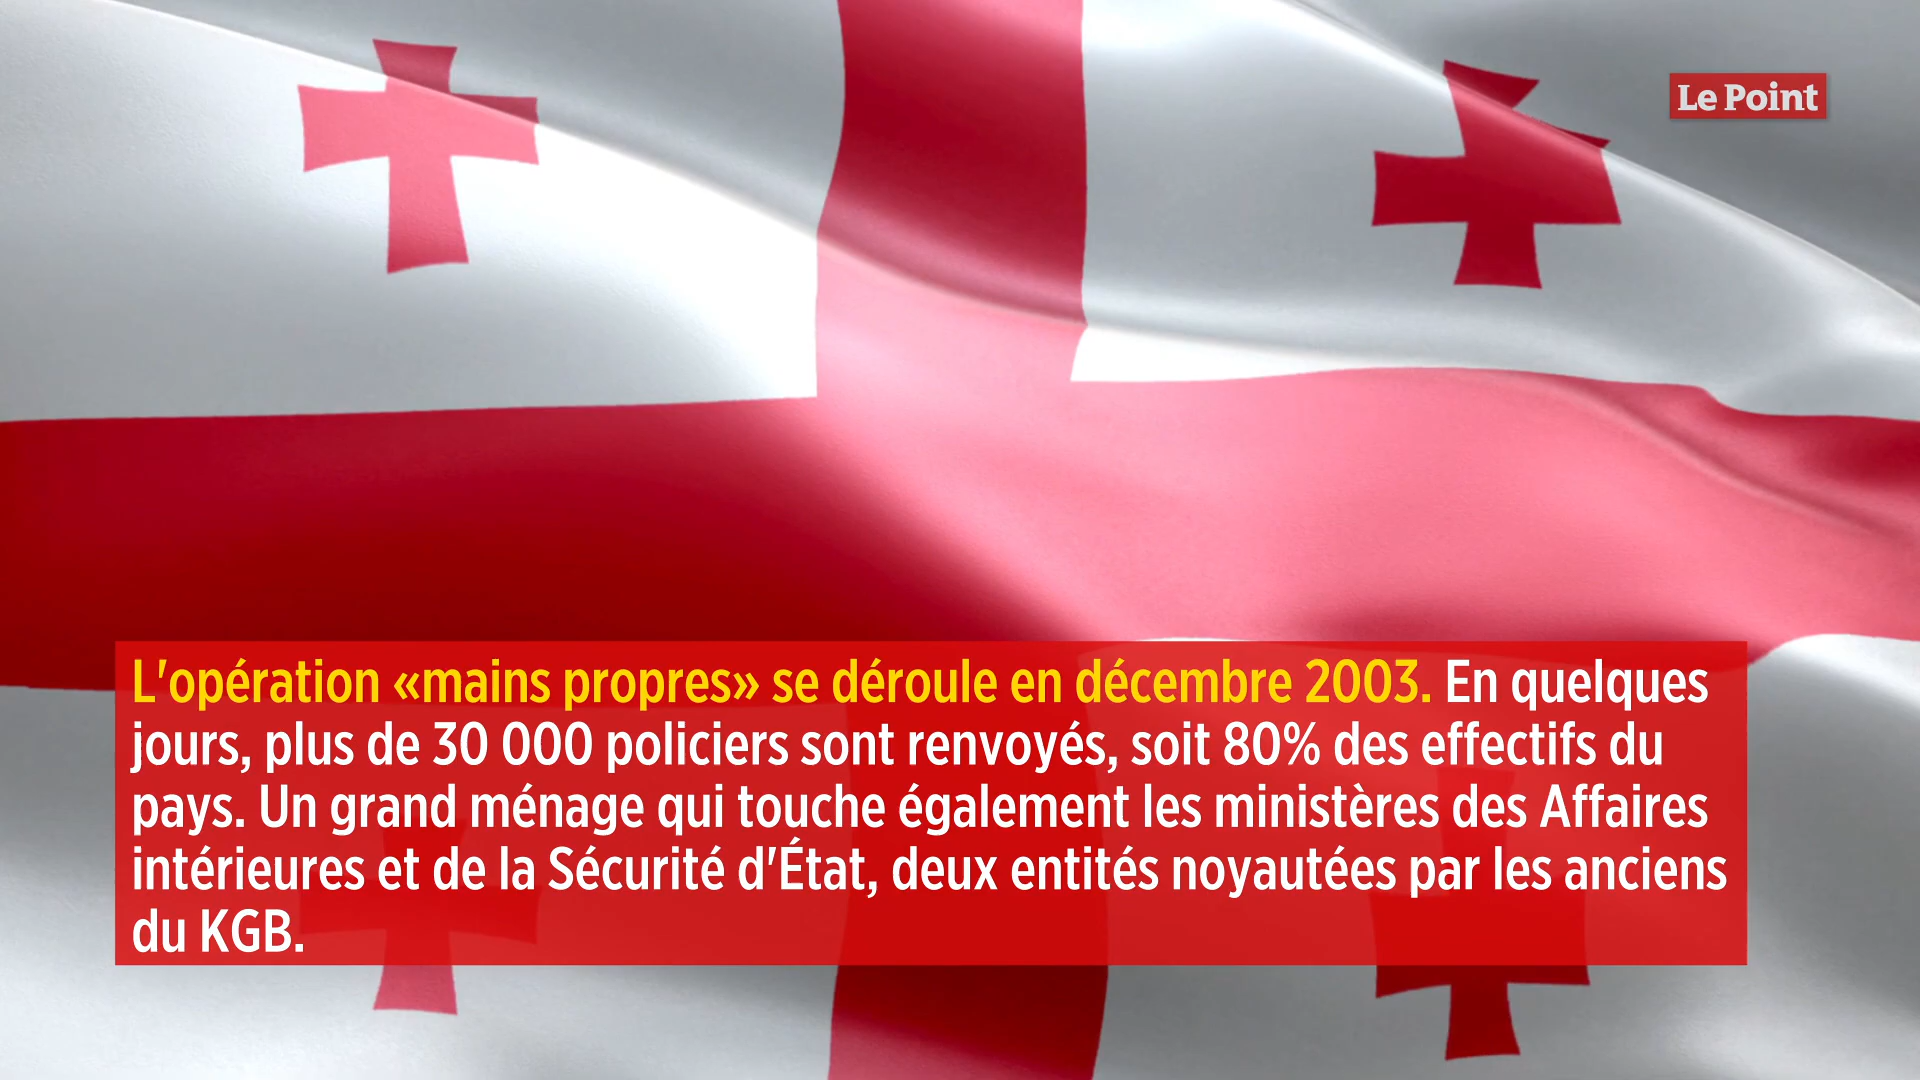 Le Point
L'opération «mains propres» se déroule en décembre 2003. En quelques
jours, plus de 30 000 policiers sont renvoyés, soit 80% des effectifs du
pays. Un grand ménage qui touche également les ministères des Affaires
intérieures et de la Sécurité d'État, deux entités noyautées par les anciens
du KGB.